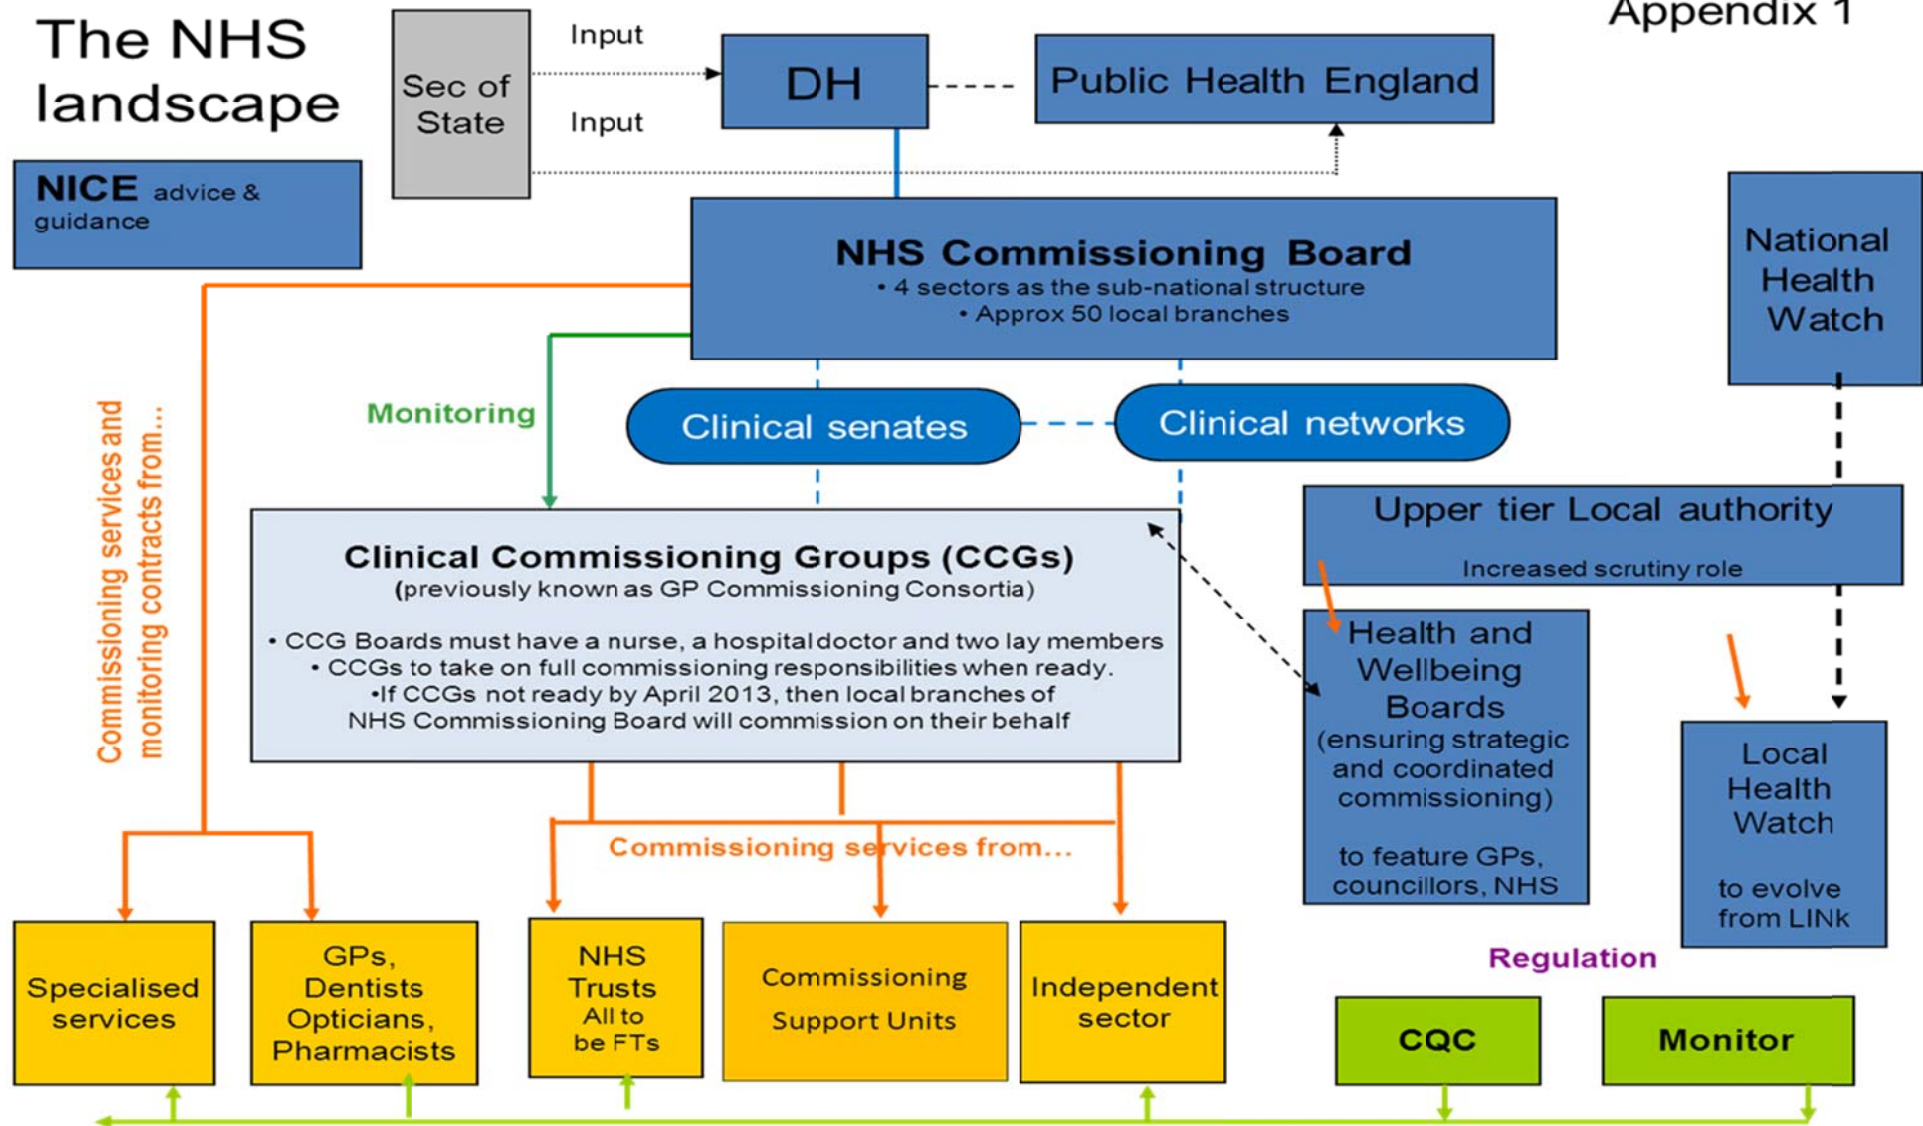 Appendix 1
The NHS
landscape
Sec of
State
Input
Input
DH
Public Health England
NICE advice &
guidance
NHS Commissioning Board
• 4 sectors as the sub-national structure
• Approx 50 local branches
National
Health
Watch
Commissioning services and
monitoring contracts from...
Monitoring
Clinical senates
Clinical networks
Upper tier Local authority
Increased scrutiny role
Clinical Commissioning Groups (CCGs)
(previously known as GP Commissioning Consortia)
• CCG Boards must have a nurse, a hospital doctor and two lay members
• CCGs to take on full commissioning responsibilities when ready.
•If CCGs not ready by April 2013, then local branches of
NHS Commissioning Board will commission on their behalf
Health and
Wellbeing
Boards
(ensuring strategic
and coordinated
commissioning)
to feature GPs,
councillors, NHS
Local
Health
Watch
to evolve
from LINk
Commissioning services from...
Specialised
services
GPs,
Dentists
Opticians,
Pharmacists
NHS
Trusts
All to
be FTs
Commissioning
Support Units
Independent
sector
Regulation
CQC
Monitor